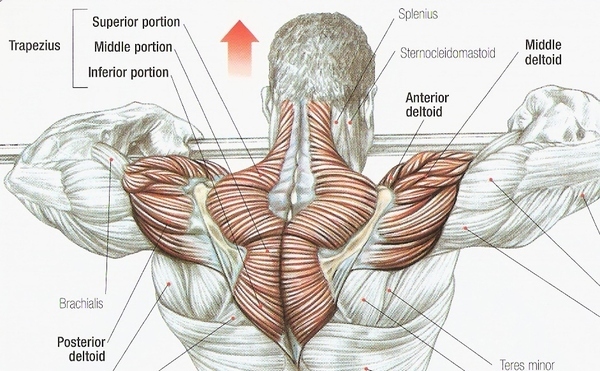 Superior portion
Trapezius
Middle portion
Inferior portion
Splenius
Sternocleidomastoid
Middle
deltoid
Anterior
deltoid
Brachialis
Posterior
deltoid
Teres minor